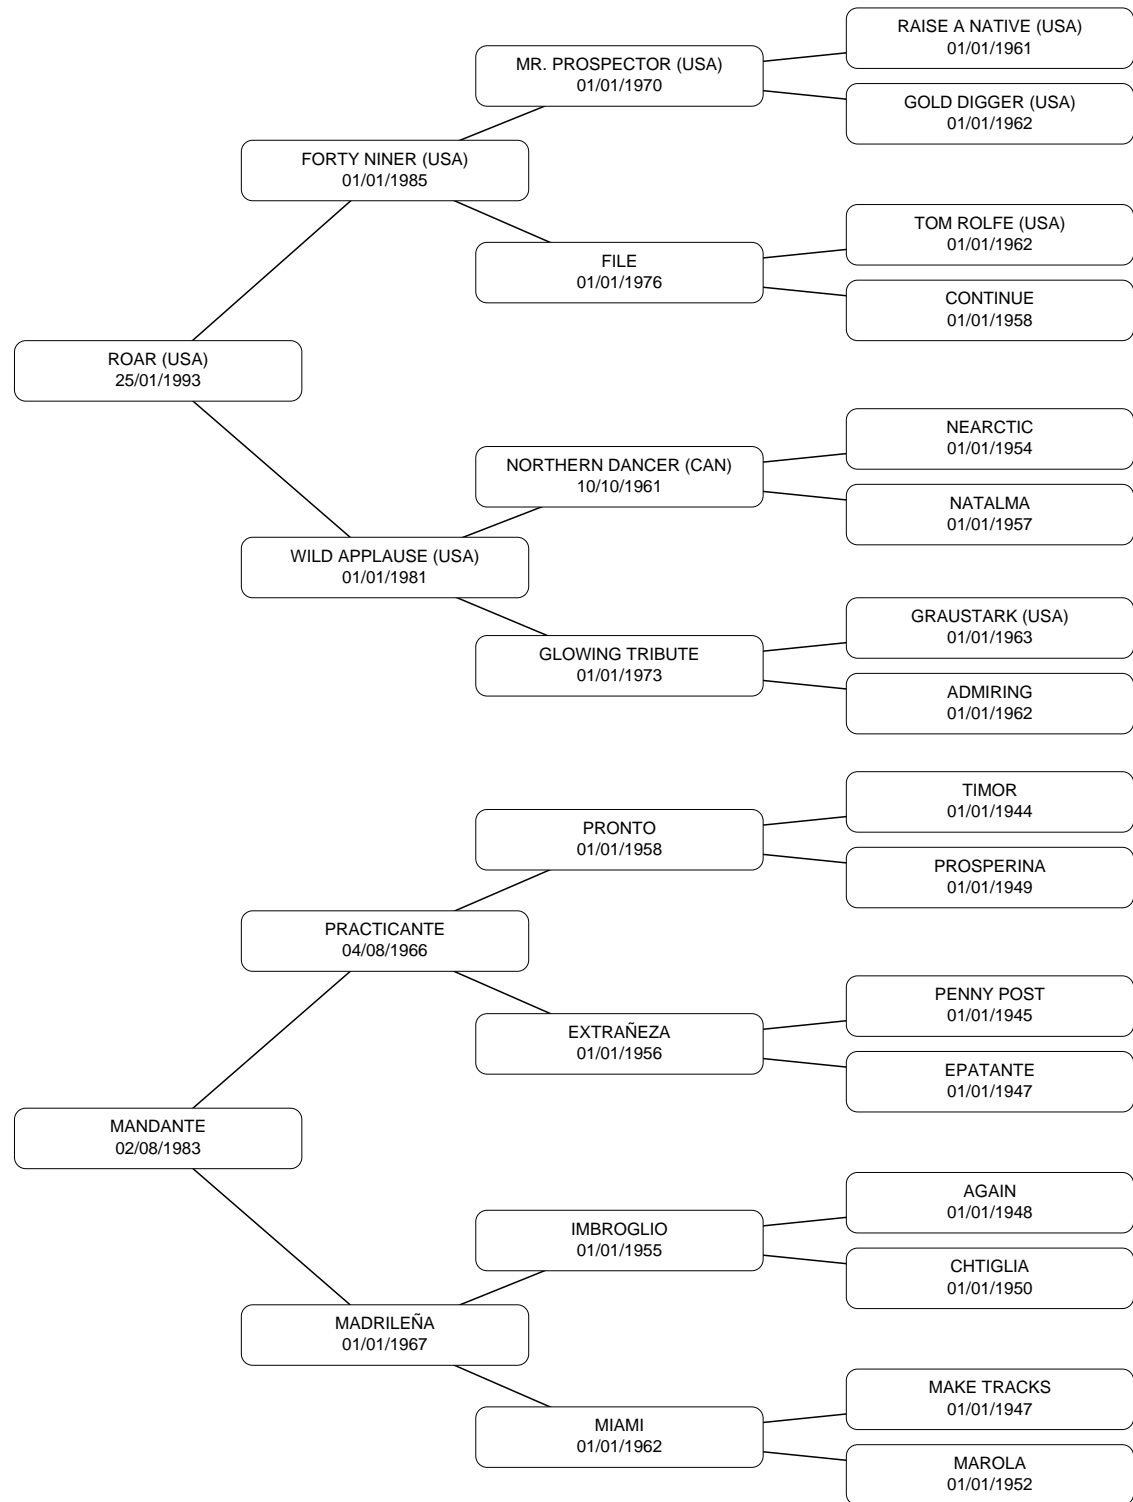 RAISE A NATIVE (USA)
01/01/1961
MR. PROSPECTOR (USA)
01/01/1970
GOLD DIGGER (USA)
01/01/1962
FORTY NINER (USA)
01/01/1985
TOM ROLFE (USA)
01/01/1962
FILE
01/01/1976
CONTINUE
01/01/1958
ROAR (USA)
25/01/1993
NEARCTIC
01/01/1954
NORTHERN DANCER (CAN)
10/10/1961
NATALMA
01/01/1957
WILD APPLAUSE (USA)
01/01/1981
GRAUSTARK (USA)
01/01/1963
GLOWING TRIBUTE
01/01/1973
ADMIRING
01/01/1962
TIMOR
01/01/1944
PRONTO
01/01/1958
PROSPERINA
01/01/1949
PRACTICANTE
04/08/1966
PENNY POST
01/01/1945
EXTRAÑEZA
01/01/1956
EPATANTE
01/01/1947
MANDANTE
02/08/1983
AGAIN
01/01/1948
IMBROGLIO
01/01/1955
CHTIGLIA
01/01/1950
MADRILEÑA
01/01/1967
MAKE TRACKS
01/01/1947
MIAMI
01/01/1962
MAROLA
01/01/1952